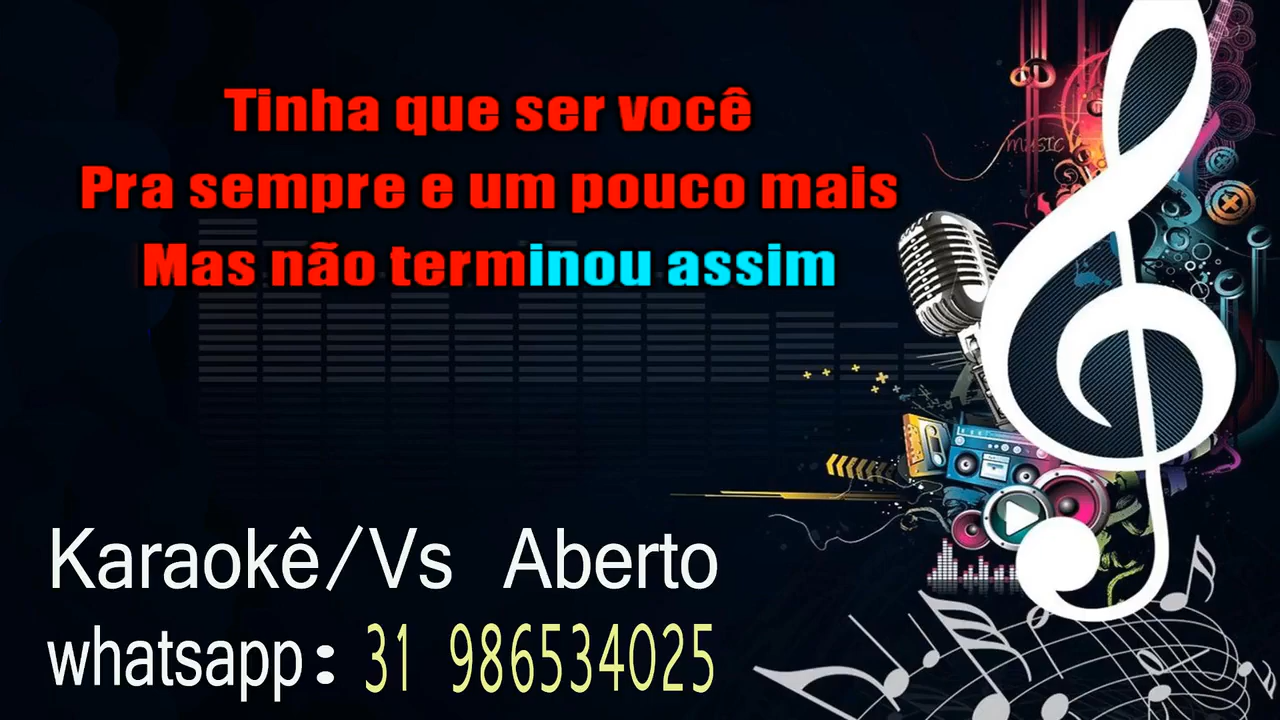 Tinha que ser você
Pra sempre e um pouco mais
Mas não terminou assim
MUSIC
Karaokê/Vs Aberto
whatsapp: 31 986534025